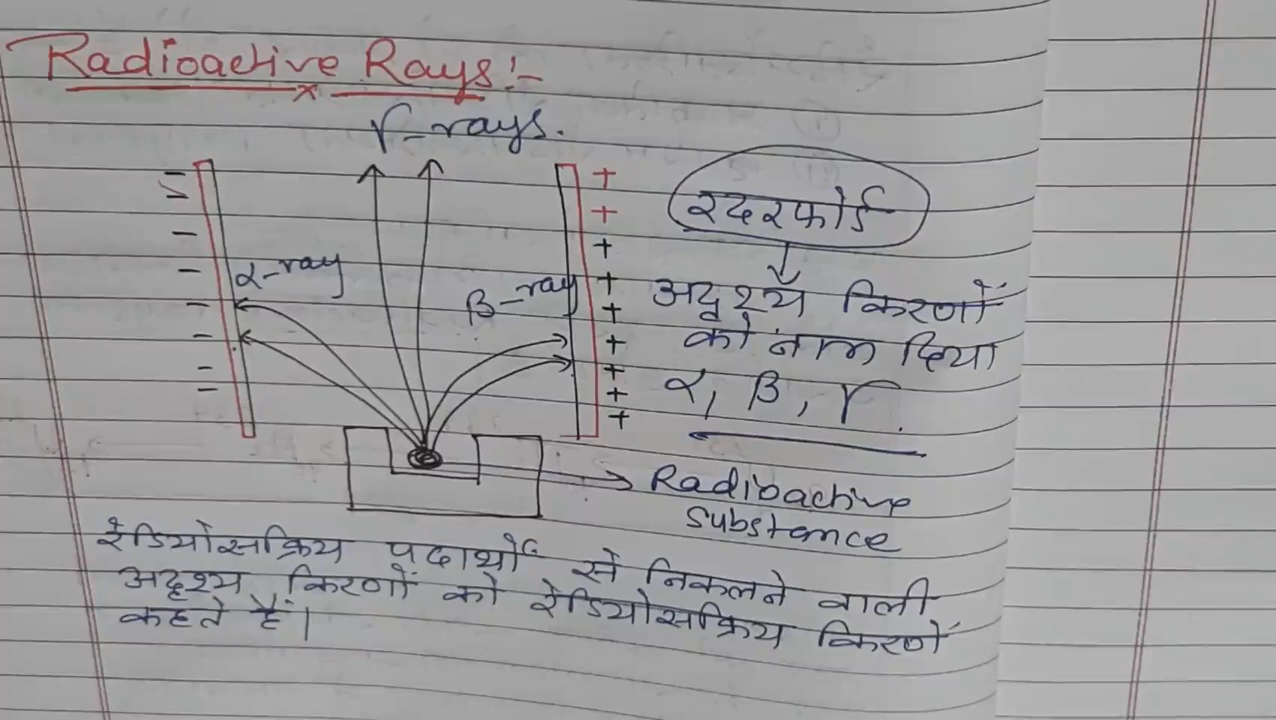 Radioactive Rays:-
γ-rays.
α-ray
β-ray
रदरफोर्ड
अदृश्य किरणों
को नाम दिया
α, β, γ.
Radioactive
substance
रेडियोसक्रिय पदार्थों से निकलने वाली
अदृश्य किरणों को रेडियोसक्रिय किरणें
कहते हैं।